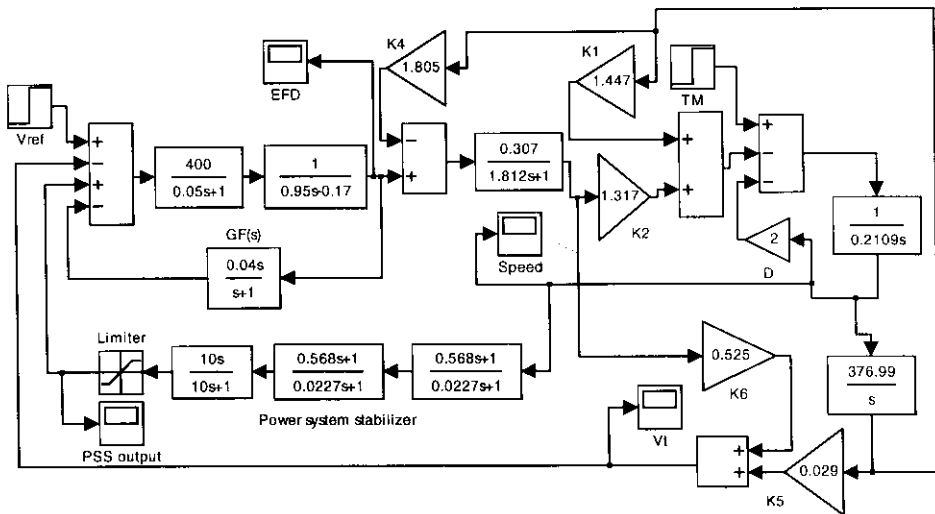 K4
1.805
K1
1.447
TM
EFD
Vref
+
−
+
−
400
0.05s+1
1
0.95s-0.17
−
+
0.307
1.812s+1
1.317
K2
+
+
+
−
−
1
0.2109s
2
D
GF(s)
0.04s
s+1
Speed
Limiter
10s
10s+1
0.568s+1
0.0227s+1
0.568s+1
0.0227s+1
Power system stabilizer
PSS output
0.525
K6
376.99
s
Vt
+
+
0.029
K5